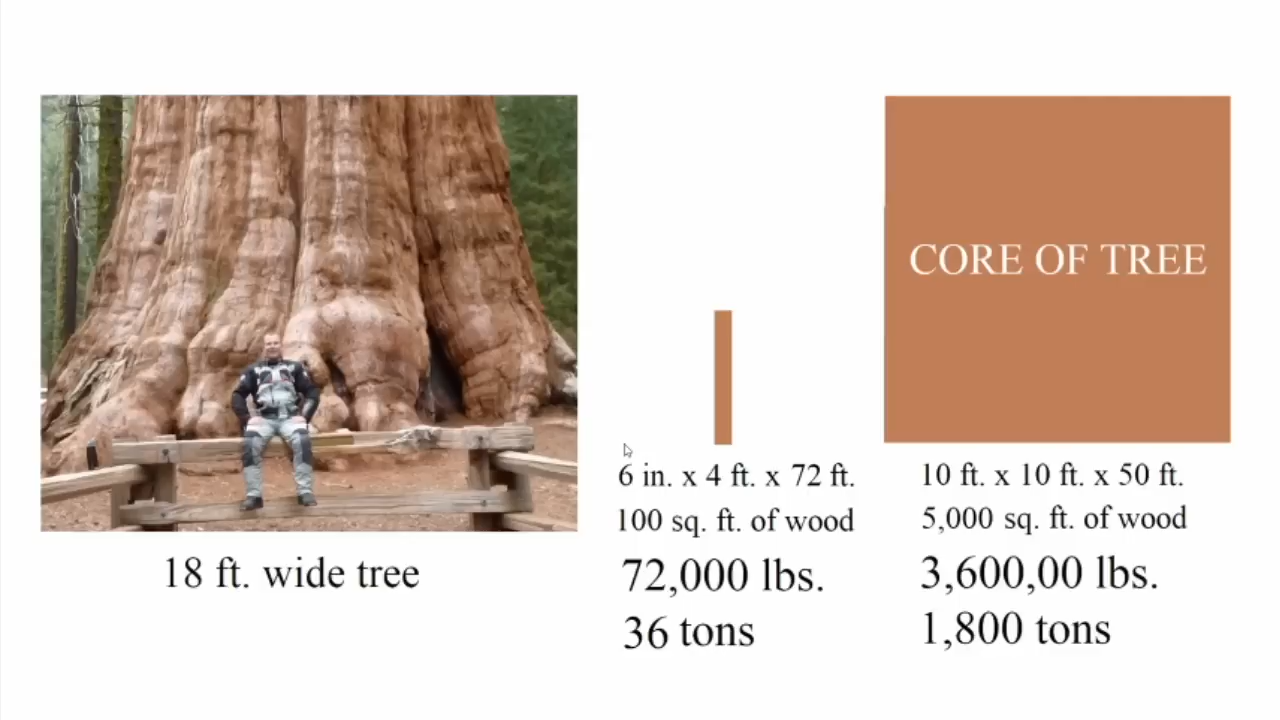 CORE OF TREE
18 ft. wide tree
6 in. x 4 ft. x 72 ft.
100 sq. ft. of wood
72,000 lbs.
36 tons
10 ft. x 10 ft. x 50 ft.
5,000 sq. ft. of wood
3,600,00 lbs.
1,800 tons